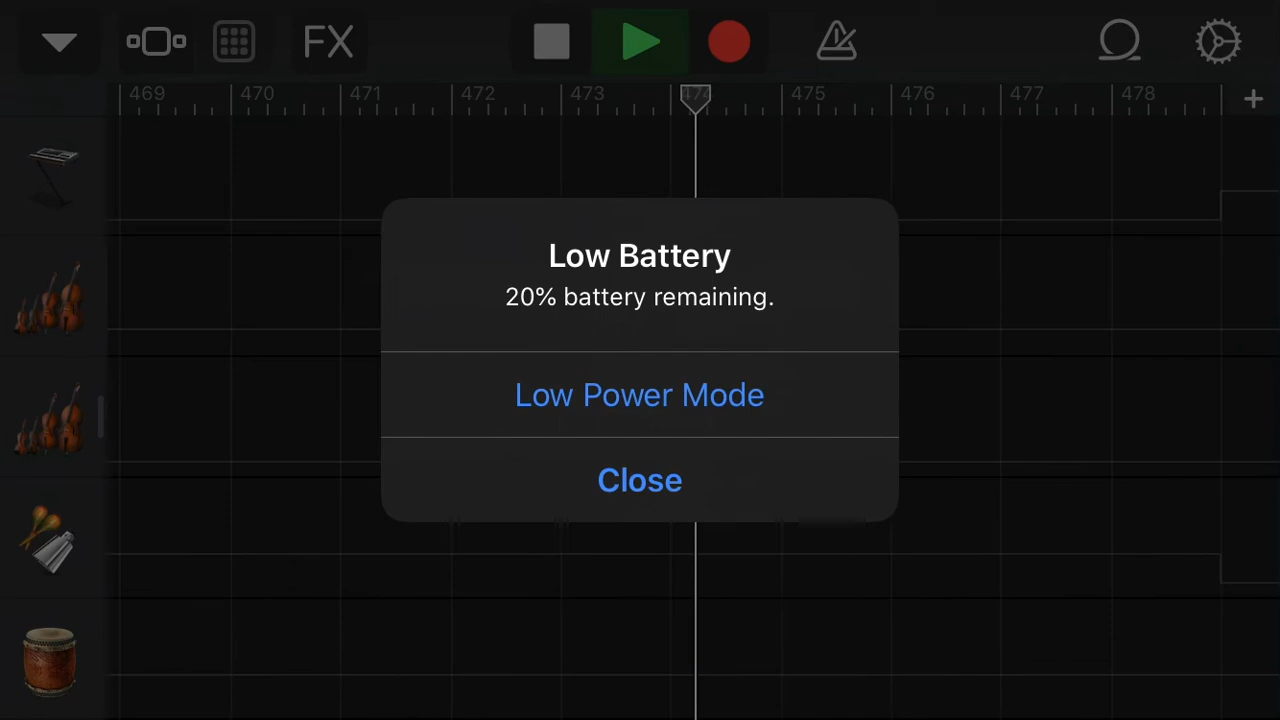 FX
469 470 471 472 473 474 475 476 477 478 +
Low Battery
20% battery remaining.
Low Power Mode
Close